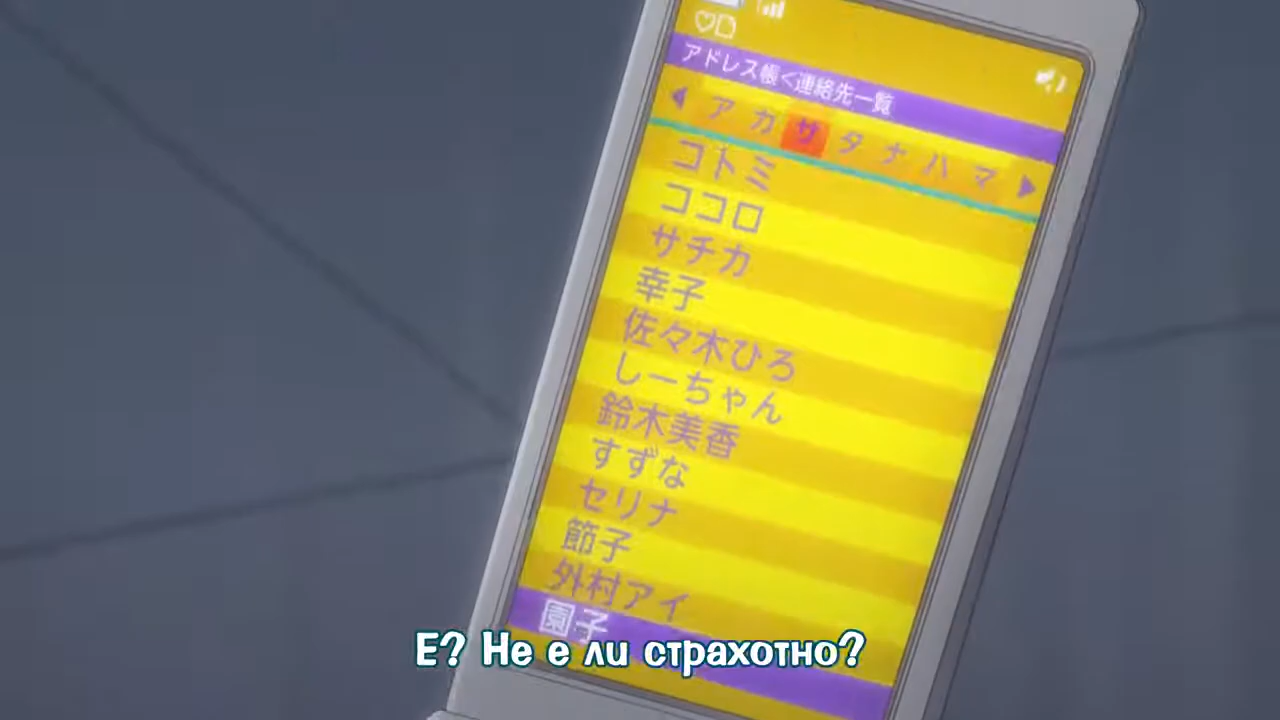 アドレス帳<連絡先一覧
ア カ サ タ ナ ハ マ
コトミ
ココロ
サチカ
幸子
佐々木ひろ
しーちゃん
鈴木美香
すずな
セリナ
節子
外村アイ
園子
Е? Не е ли страхотно?